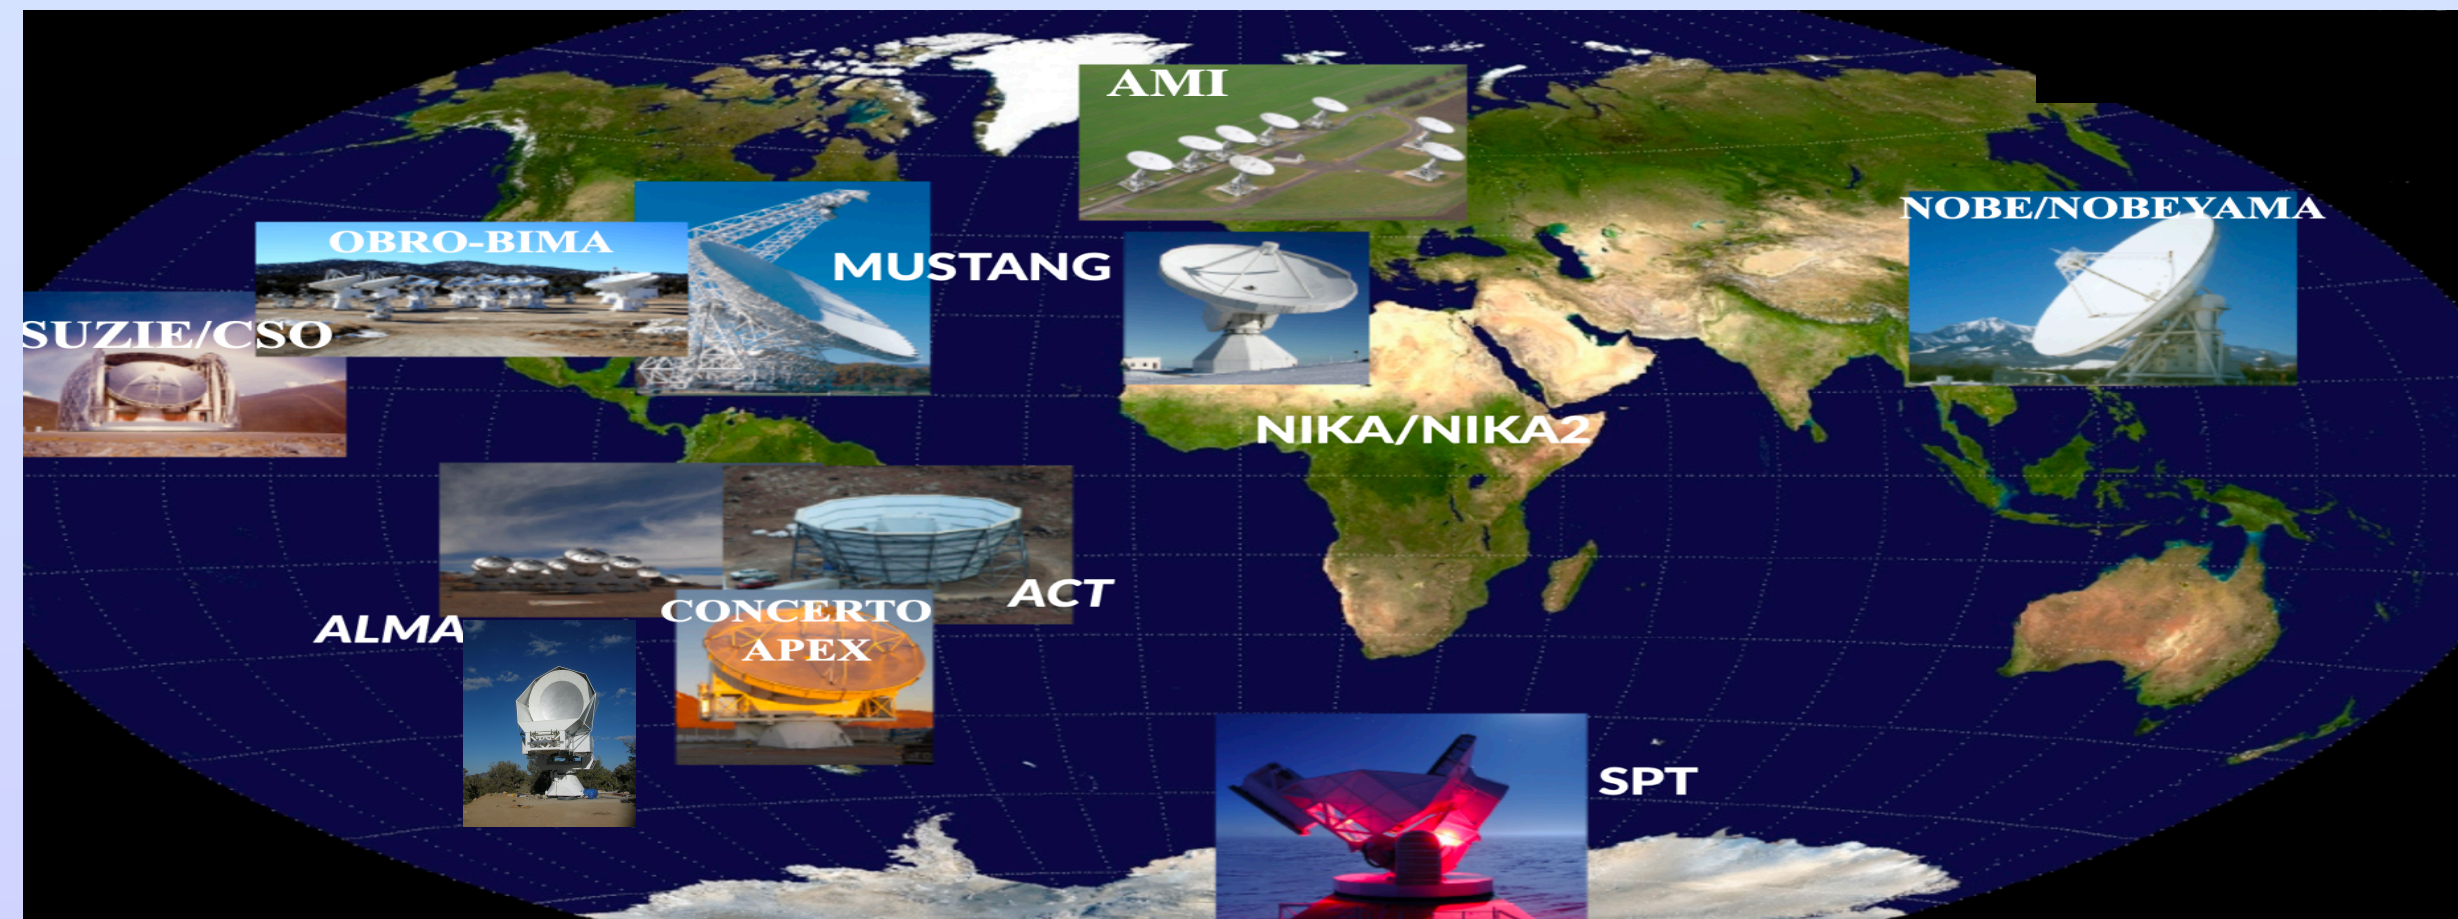 AMI
NOBE/NOBEYAMA
OBRO-BIMA
MUSTANG
SUZIE/CSO
NIKA/NIKA2
ACT
CONCERTO
APEX
ALMA
SPT